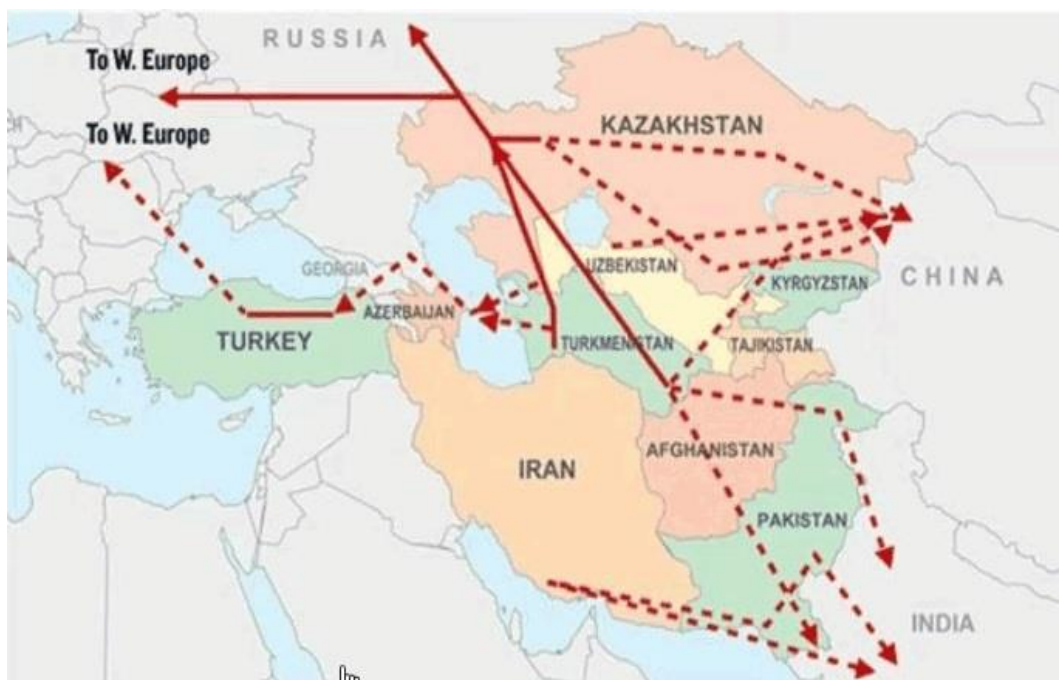 RUSSIA
To W. Europe
To W. Europe
KAZAKHSTAN
GEORGIA
UZBEKISTAN
KYRGYZSTAN
CHINA
AZERBAIJAN
TURKEY
TURKMENISTAN
TAJIKISTAN
AFGHANISTAN
IRAN
PAKISTAN
INDIA